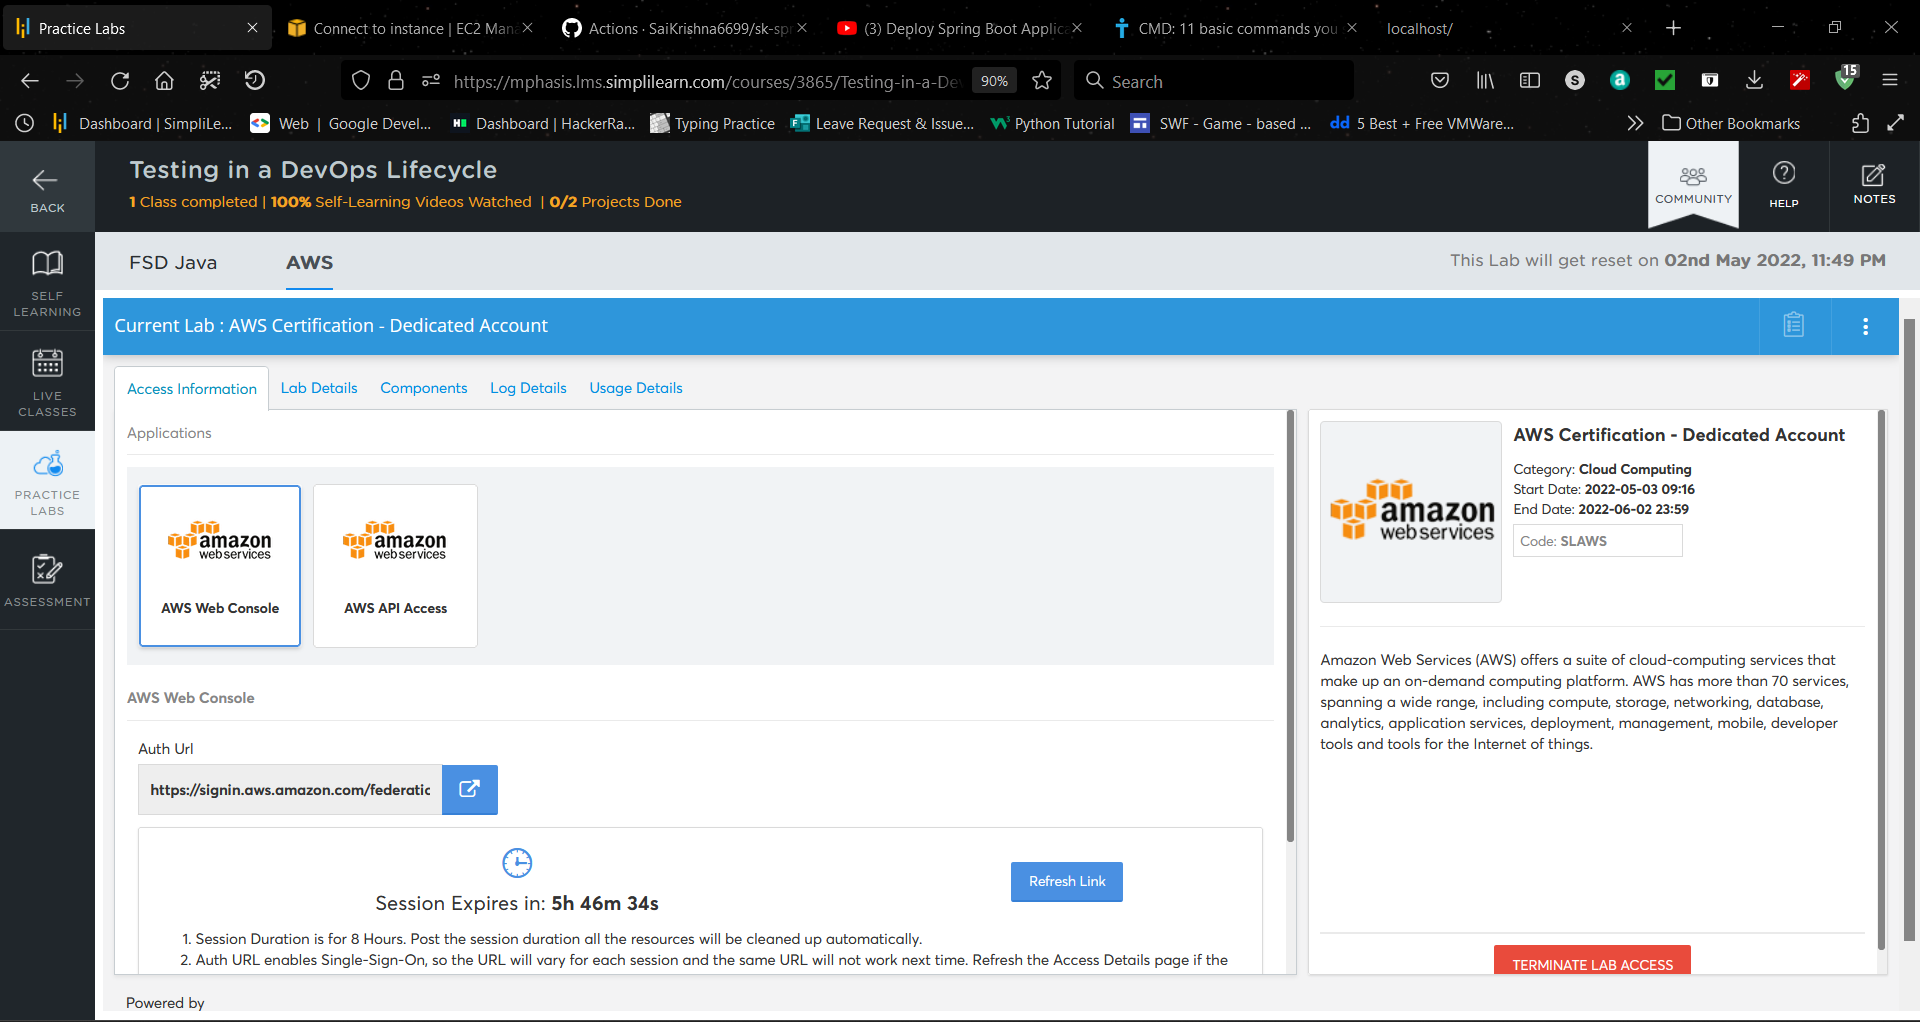 Practice Labs
Connect to instance | EC2 Mana
Actions · SaiKrishna6699/sk-spr
(3) Deploy Spring Boot Applica
CMD: 11 basic commands you
localhost/
https://mphasis.lms.simplilearn.com/courses/3865/Testing-in-a-De
90%
Search
15
Dashboard | SimpliLe...
Web | Google Devel...
Dashboard | HackerRa...
Typing Practice
Leave Request & Issue...
Python Tutorial
SWF - Game - based ...
5 Best + Free VMWare...
Other Bookmarks
BACK
Testing in a DevOps Lifecycle
1 Class completed | 100% Self-Learning Videos Watched | 0/2 Projects Done
COMMUNITY
HELP
NOTES
SELF
LEARNING
LIVE
CLASSES
PRACTICE
LABS
ASSESSMENT
FSD Java
AWS
This Lab will get reset on 02nd May 2022, 11:49 PM
Current Lab : AWS Certification - Dedicated Account
Access Information
Lab Details
Components
Log Details
Usage Details
Applications
amazon
webservices
AWS Web Console
amazon
webservices
AWS API Access
AWS Web Console
Auth Url
https://signin.aws.amazon.com/federatic
Session Expires in: 5h 46m 34s
Refresh Link
1. Session Duration is for 8 Hours. Post the session duration all the resources will be cleaned up automatically.
2. Auth URL enables Single-Sign-On, so the URL will vary for each session and the same URL will not work next time. Refresh the Access Details page if the
Powered by
amazon
webservices
AWS Certification - Dedicated Account
Category: Cloud Computing
Start Date: 2022-05-03 09:16
End Date: 2022-06-02 23:59
Code: SLAWS
Amazon Web Services (AWS) offers a suite of cloud-computing services that
make up an on-demand computing platform. AWS has more than 70 services,
spanning a wide range, including compute, storage, networking, database,
analytics, application services, deployment, management, mobile, developer
tools and tools for the Internet of things.
TERMINATE LAB ACCESS